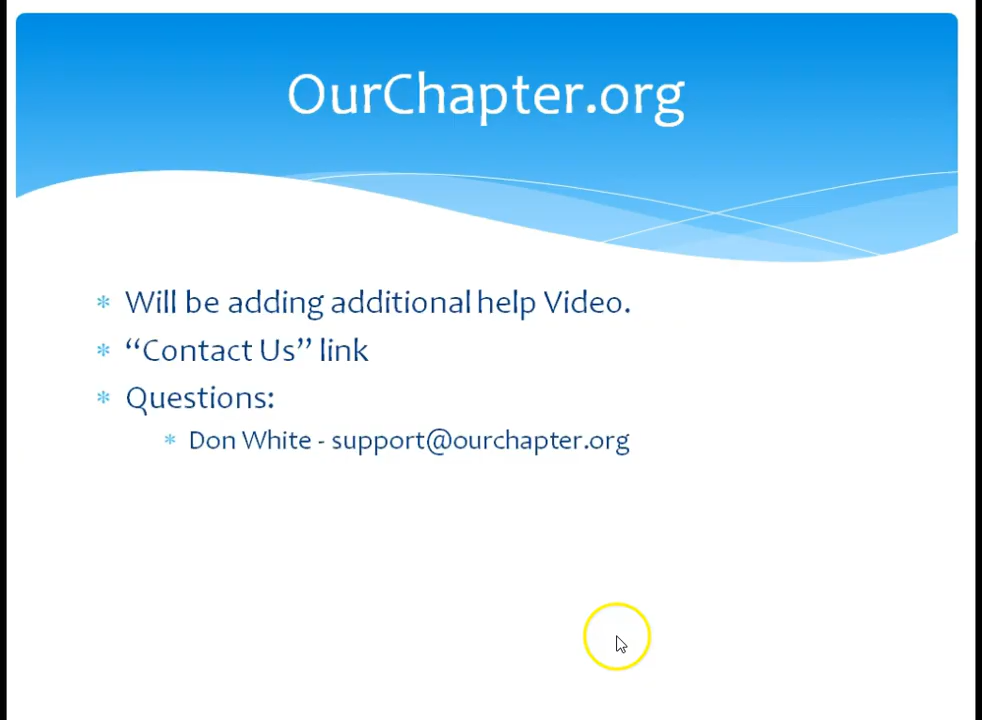 OurChapter.org
* Will be adding additional help Video.
* “Contact Us” link
* Questions:
* Don White - support@ourchapter.org